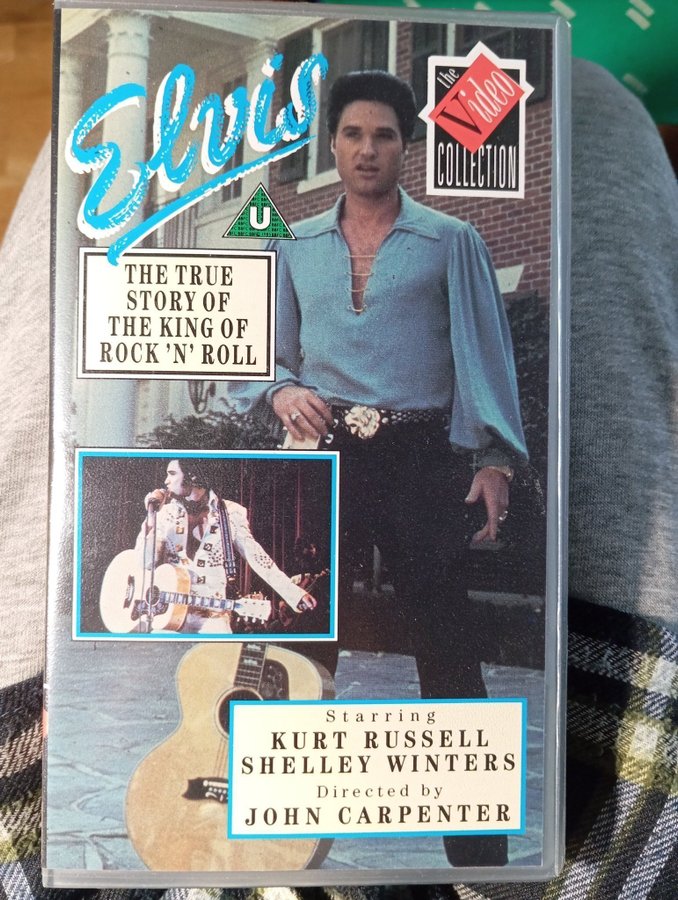 Elvis
the
Video
COLLECTION
U
THE TRUE
STORY OF
THE KING OF
ROCK 'N' ROLL
Starring
KURT RUSSELL
SHELLEY WINTERS
Directed by
JOHN CARPENTER